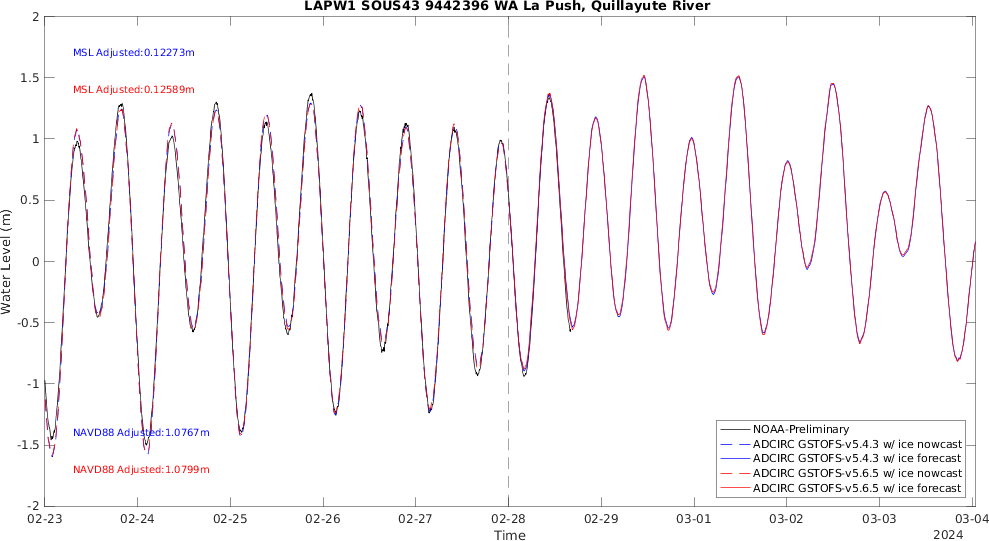 LAPW1 SOUS43 9442396 WA La Push, Quillayute River
2
1.5
1
0.5
0
-0.5
-1
-1.5
-2
Water Level (m)
MSL Adjusted:0.12273m
MSL Adjusted:0.12589m
NAVD88 Adjusted:1.0767m
NAVD88 Adjusted:1.0799m
NOAA-Preliminary
ADCIRC GSTOFS-v5.4.3 w/ ice nowcast
ADCIRC GSTOFS-v5.4.3 w/ ice forecast
ADCIRC GSTOFS-v5.6.5 w/ ice nowcast
ADCIRC GSTOFS-v5.6.5 w/ ice forecast
02-23 02-24 02-25 02-26 02-27 02-28 02-29 03-01 03-02 03-03 03-04
Time
2024